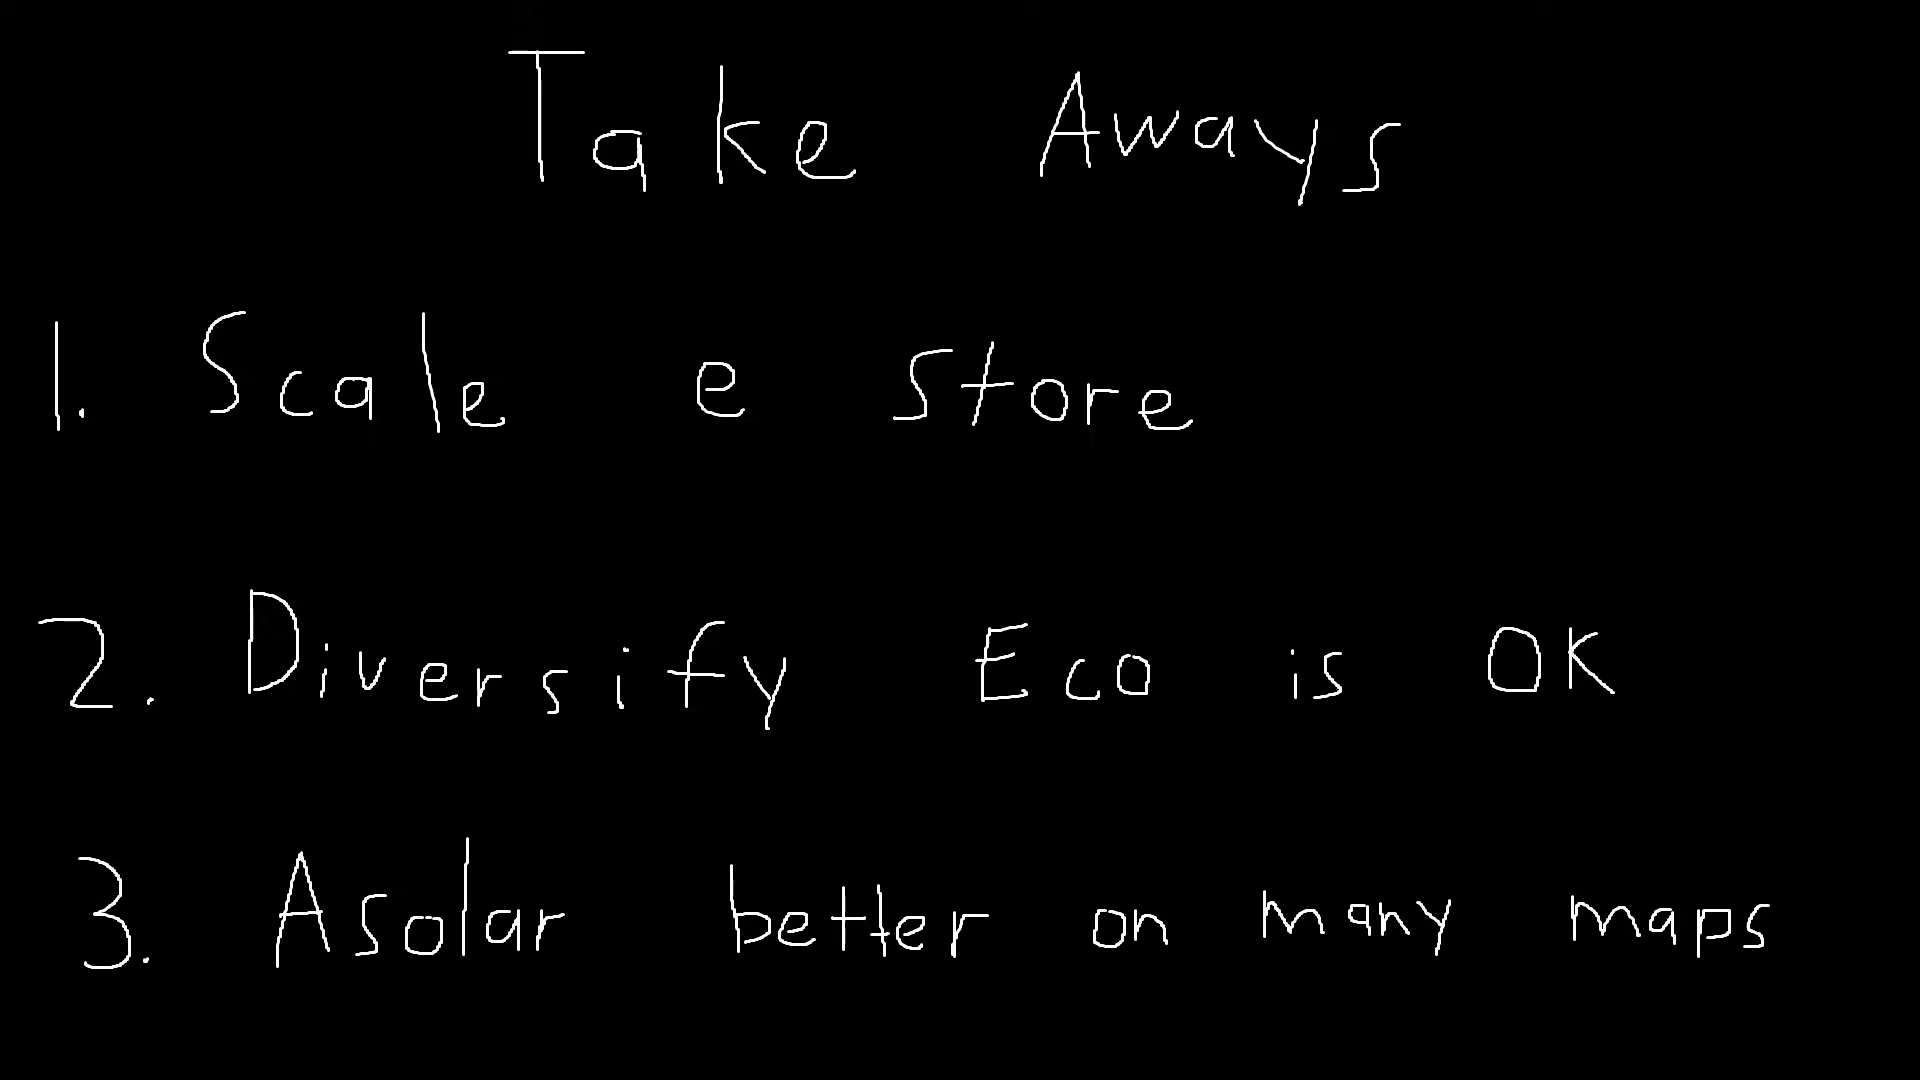 Take Aways
1. Scale e store
2. Diversify Eco is OK
3. Asolar better on many maps